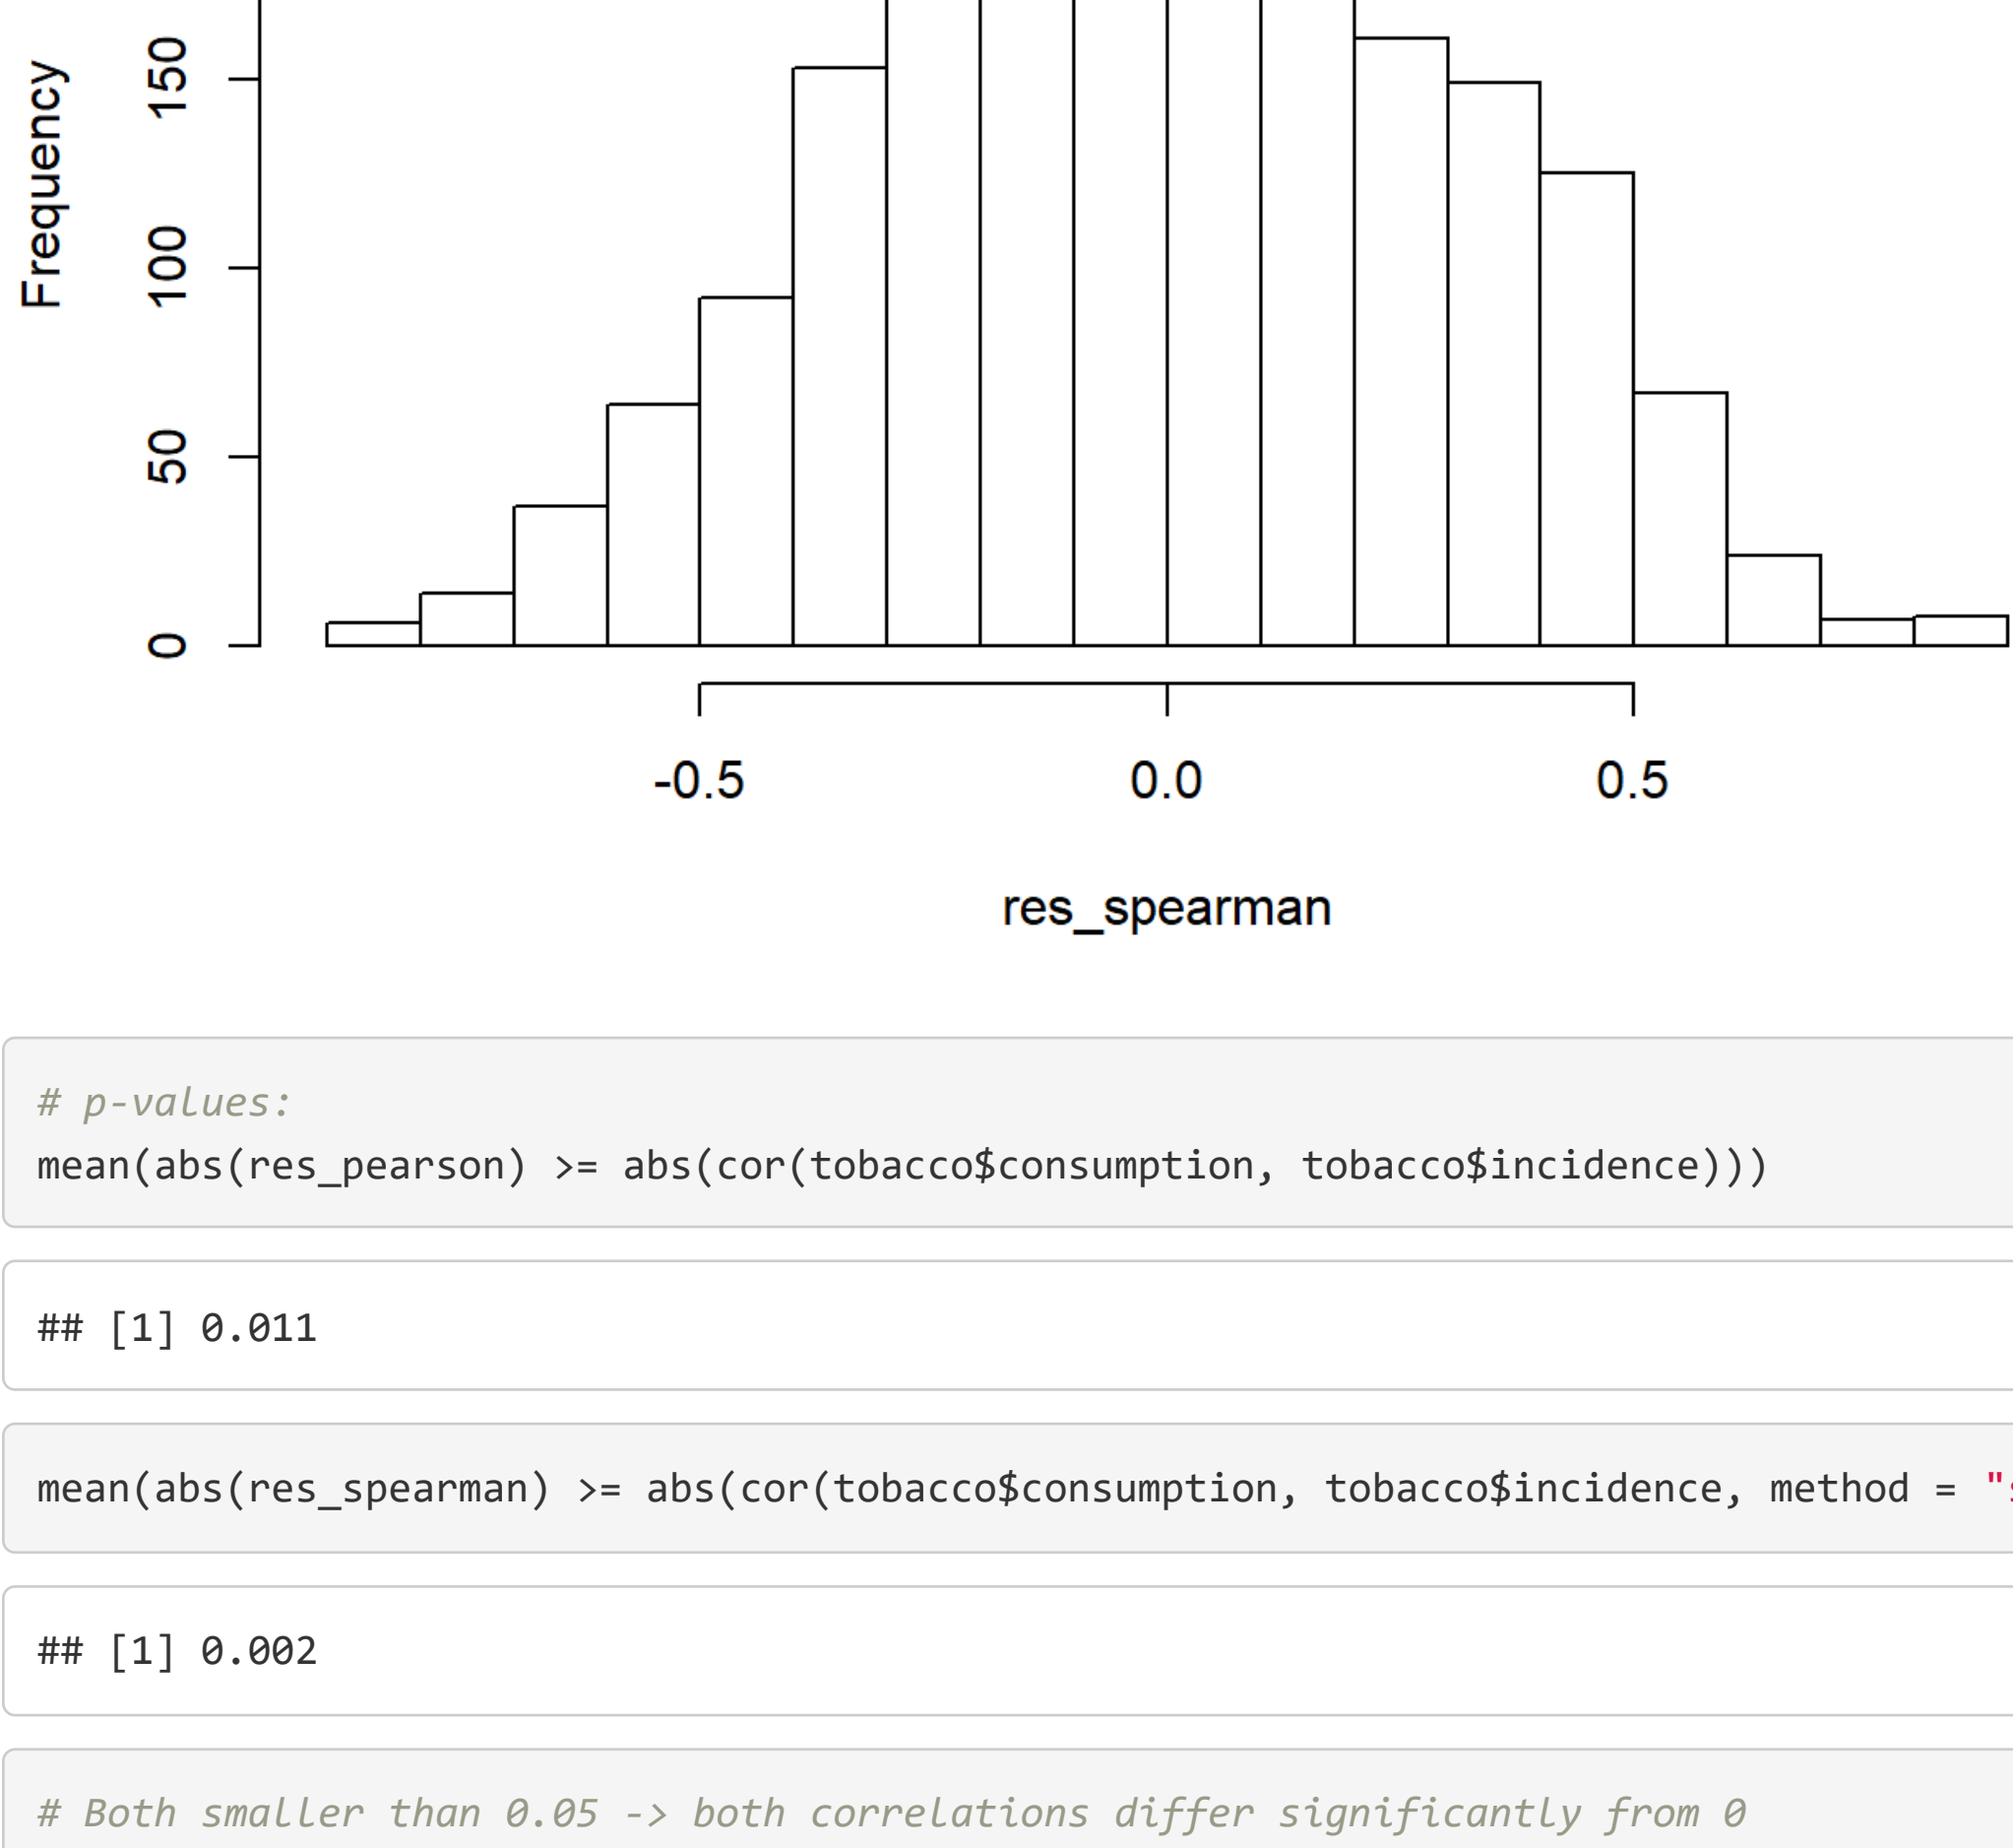 Frequency
150
100
50
0
-0.5 0.0 0.5
res_spearman
# p-values:
mean(abs(res_pearson) >= abs(cor(tobacco$consumption, tobacco$incidence)))
## [1] 0.011
mean(abs(res_spearman) >= abs(cor(tobacco$consumption, tobacco$incidence, method = "
## [1] 0.002
# Both smaller than 0.05 -> both correlations differ significantly from 0